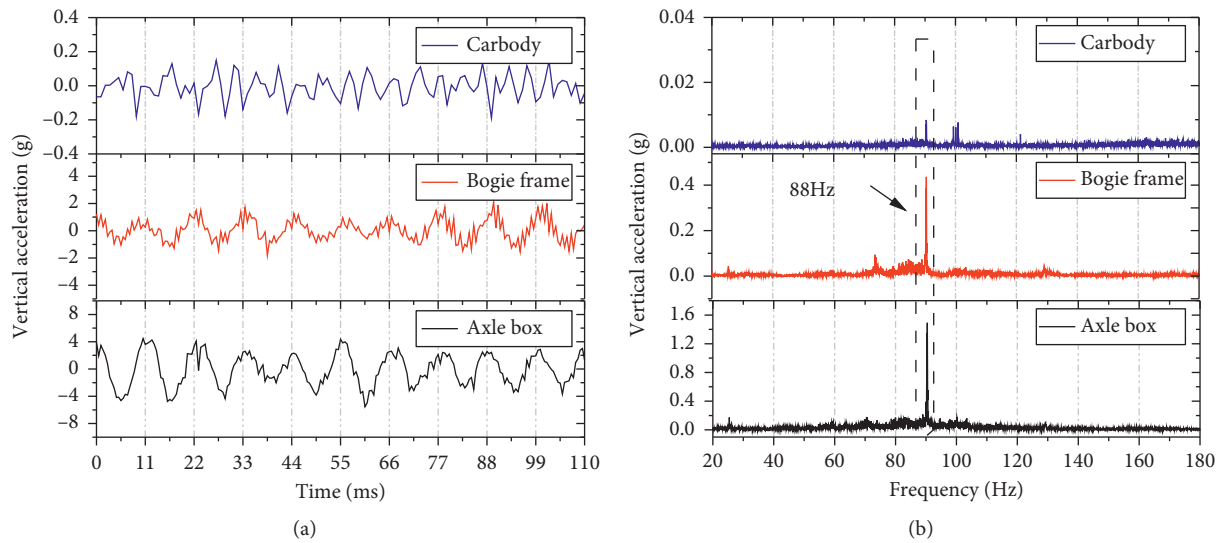 0.4
0.2
0.0
−0.2
−0.4
Carbody
4
2
0
−2
−4
Bogie frame
8
4
0
−4
−8
Axle box
Vertical acceleration (g)
0 11 22 33 44 55 66 77 88 99 110
Time (ms)
(a)
0.04
0.02
0.00
Carbody
0.4
0.2
0.0
88Hz
Bogie frame
1.6
1.2
0.8
0.4
0.0
Axle box
Vertical acceleration (g)
20 40 60 80 100 120 140 160 180
Frequency (Hz)
(b)